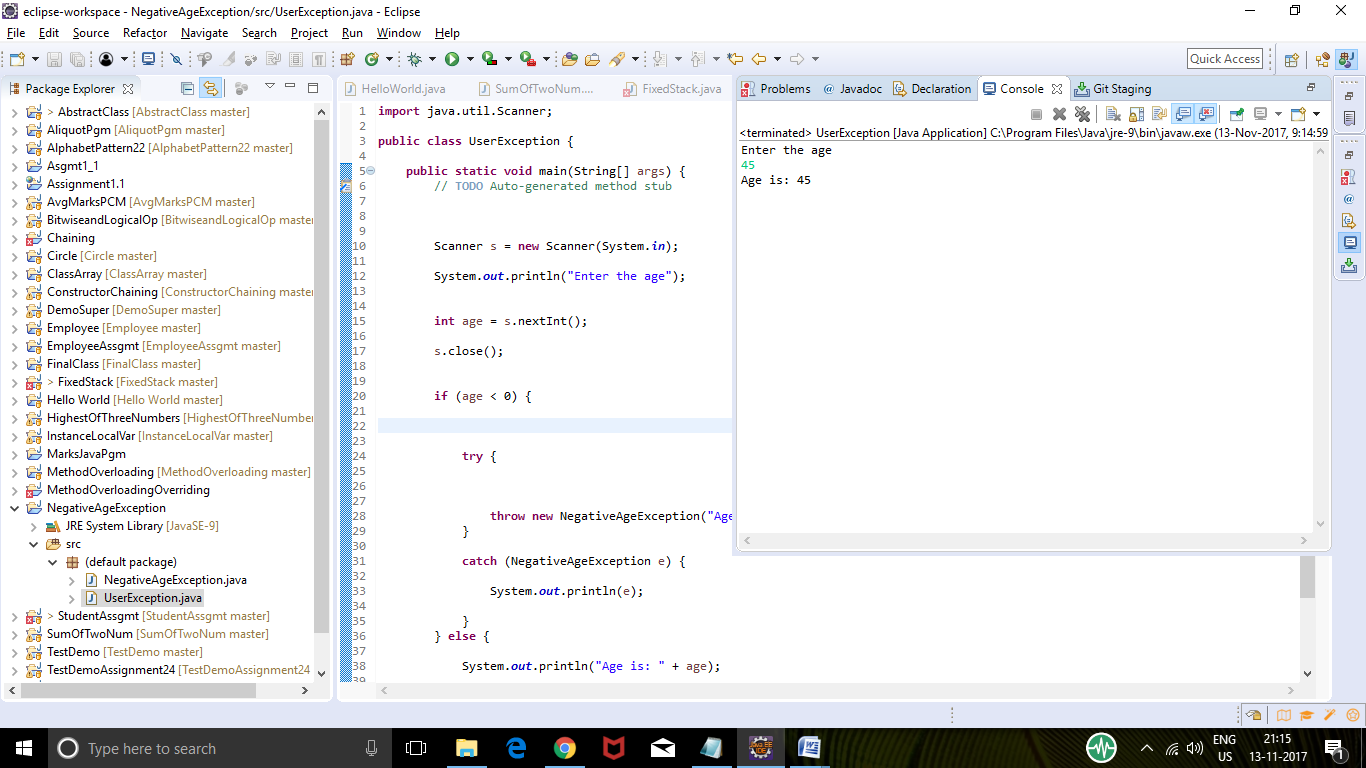 eclipse-workspace - NegativeAgeException/src/UserException.java - Eclipse
File Edit Source Refactor Navigate Search Project Run Window Help
Quick Access
Package Explorer
> AbstractClass [AbstractClass master]
AliquotPgm [AliquotPgm master]
AlphabetPattern22 [AlphabetPattern22 master]
Asgmt1_1
Assignment1.1
AvgMarksPCM [AvgMarksPCM master]
BitwiseandLogicalOp [BitwiseandLogicalOp master
Chaining
Circle [Circle master]
ClassArray [ClassArray master]
ConstructorChaining [ConstructorChaining maste
DemoSuper [DemoSuper master]
Employee [Employee master]
EmployeeAssgmt [EmployeeAssgmt master]
FinalClass [FinalClass master]
> FixedStack [FixedStack master]
Hello World [Hello World master]
HighestOfThreeNumbers [HighestOfThreeNumber
InstanceLocalVar [InstanceLocalVar master]
MarksJavaPgm
MethodOverloading [MethodOverloading master]
MethodOverloadingOverriding
NegativeAgeException
JRE System Library [JavaSE-9]
src
(default package)
NegativeAgeException.java
UserException.java
> StudentAssgmt [StudentAssgmt master]
SumOfTwoNum [SumOfTwoNum master]
TestDemo [TestDemo master]
TestDemoAssignment24 [TestDemoAssignment24
HelloWorld.java SumOfTwoNum.... FixedStack.java
1 import java.util.Scanner;
2
3 public class UserException {
4
5 public static void main(String[] args) {
6 // TODO Auto-generated method stub
7
8
9
10 Scanner s = new Scanner(System.in);
11
12 System.out.println("Enter the age");
13
14
15 int age = s.nextInt();
16
17 s.close();
18
19
20 if (age < 0) {
21
22
23
24 try {
25
26
27
28 throw new NegativeAgeException("Age
29 }
30
31 catch (NegativeAgeException e) {
32
33 System.out.println(e);
34
35 }
36 } else {
37
38 System.out.println("Age is: " + age);
39
Problems @ Javadoc Declaration Console Git Staging
<terminated> UserException [Java Application] C:\Program Files\Java\jre-9\bin\javaw.exe (13-Nov-2017, 9:14:59
Enter the age
45
Age is: 45
Type here to search
ENG
US
21:15
13-11-2017
1